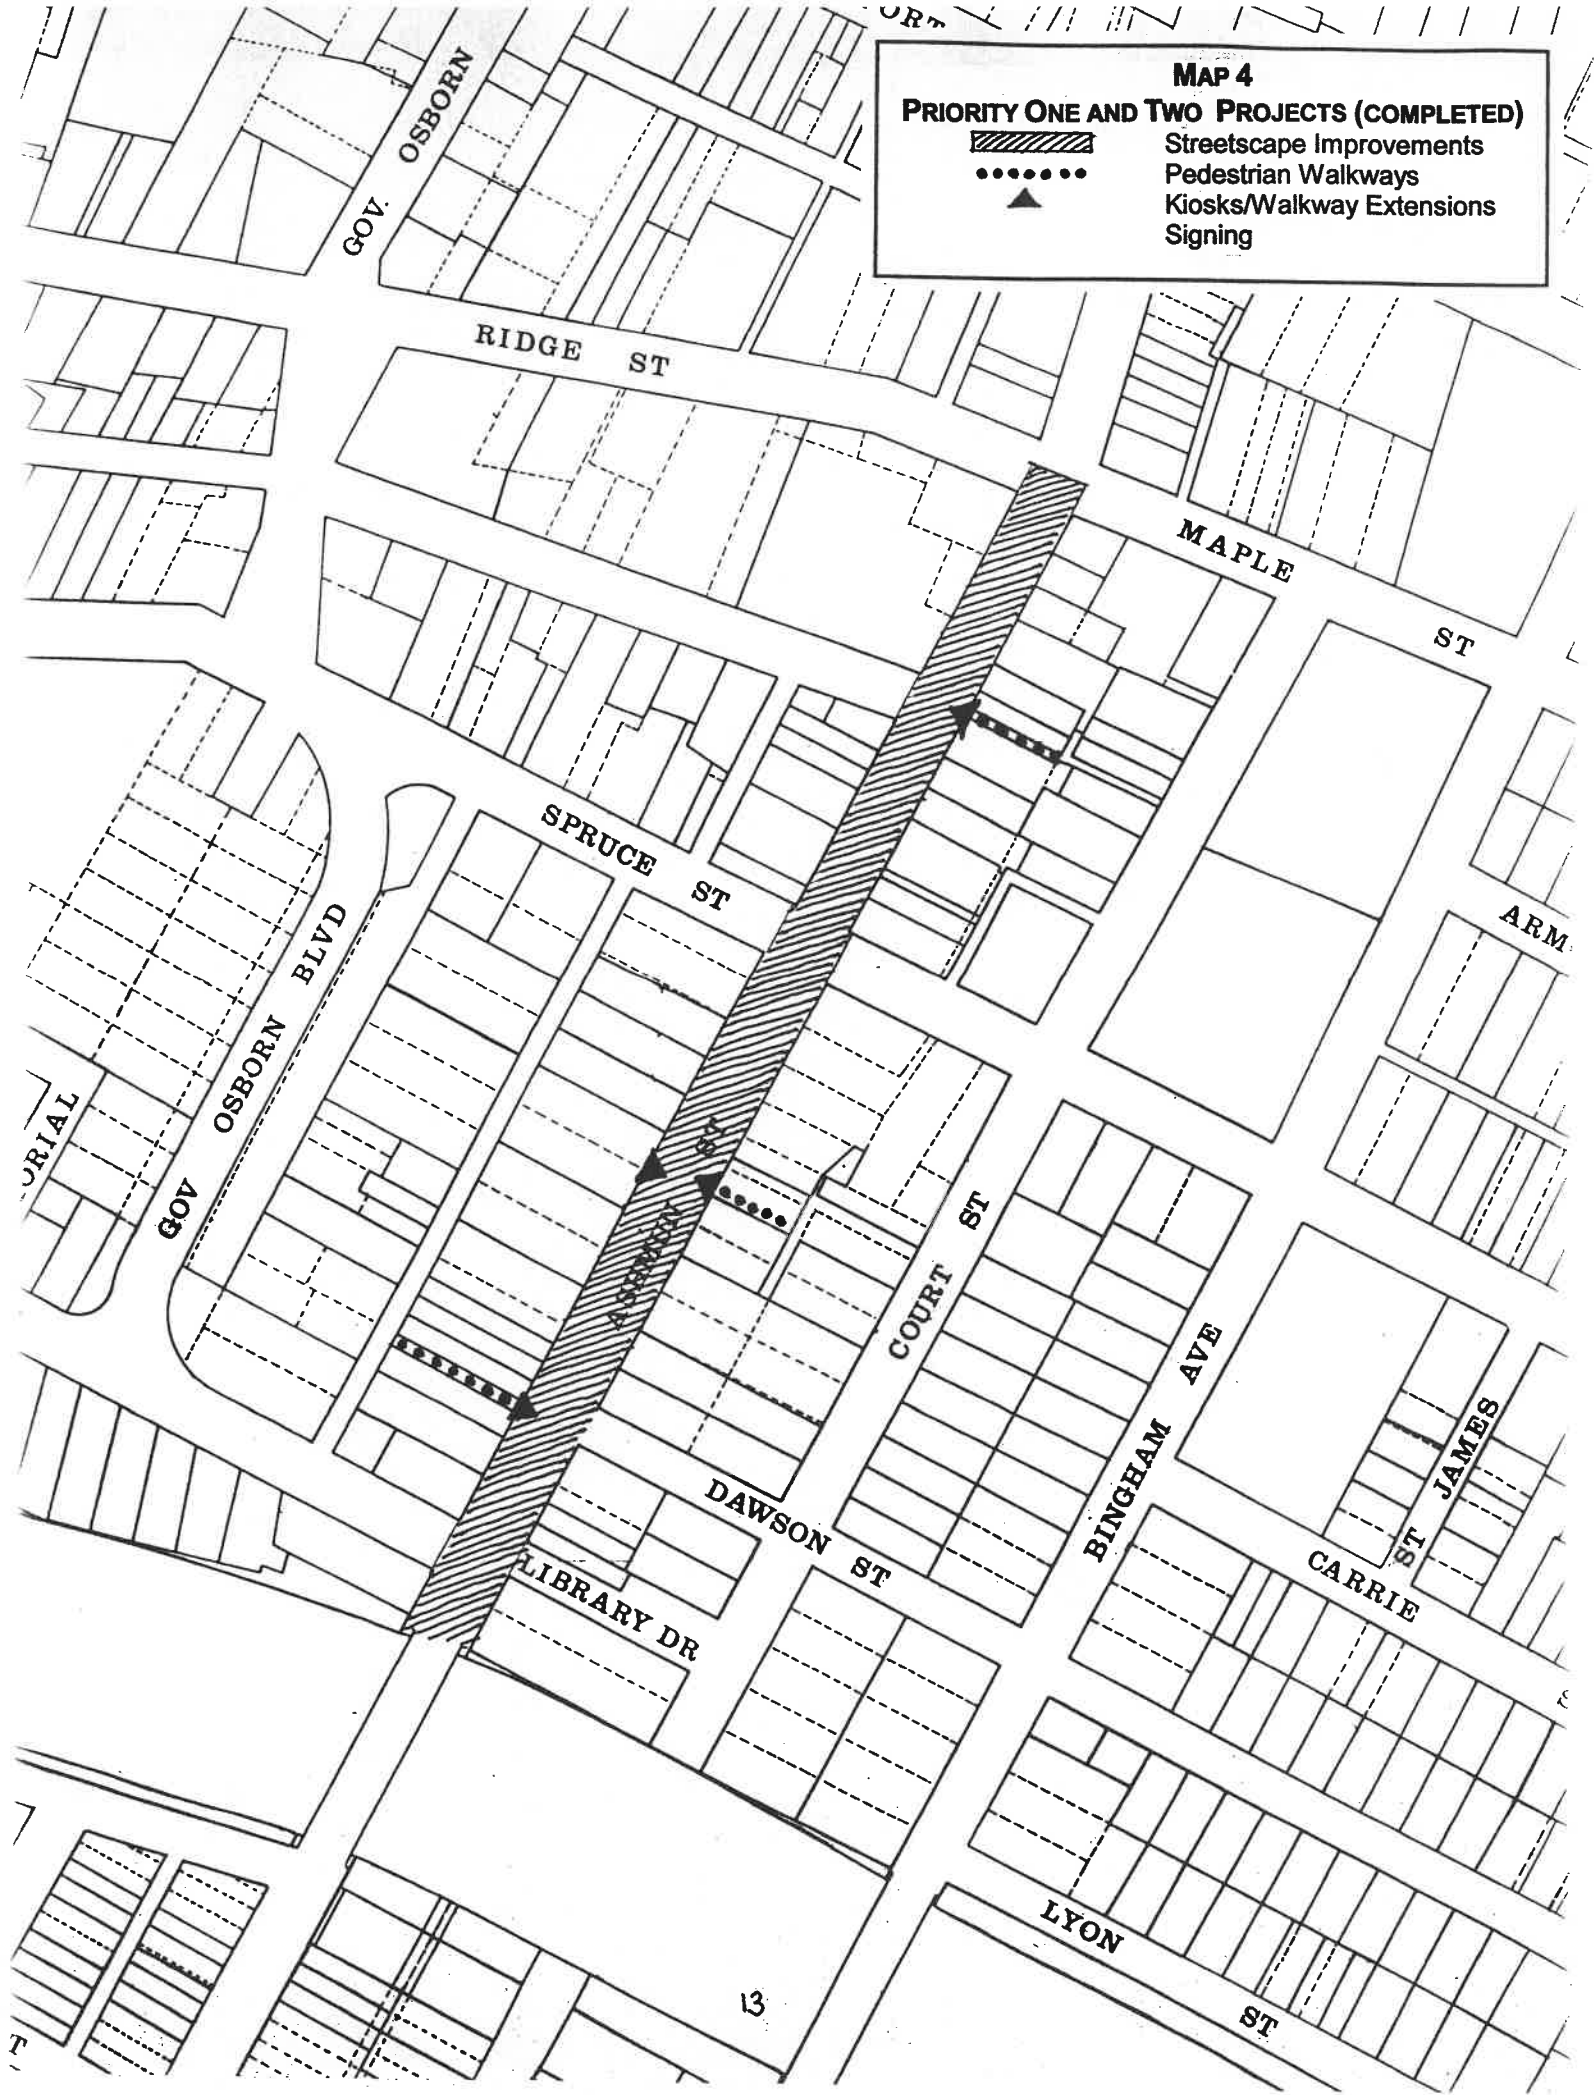 MAP 4
PRIORITY ONE AND TWO PROJECTS (COMPLETED)
Streetscape Improvements
Pedestrian Walkways
Kiosks/Walkway Extensions
Signing
GOV. OSBORN
RIDGE ST
MAPLE ST
SPRUCE ST
ARM
GOV OSBORN BLVD
ORIAL
ASHMUN ST
COURT ST
BINGHAM AVE
ST JAMES
DAWSON ST
CARRIE
LIBRARY DR
LYON ST
13